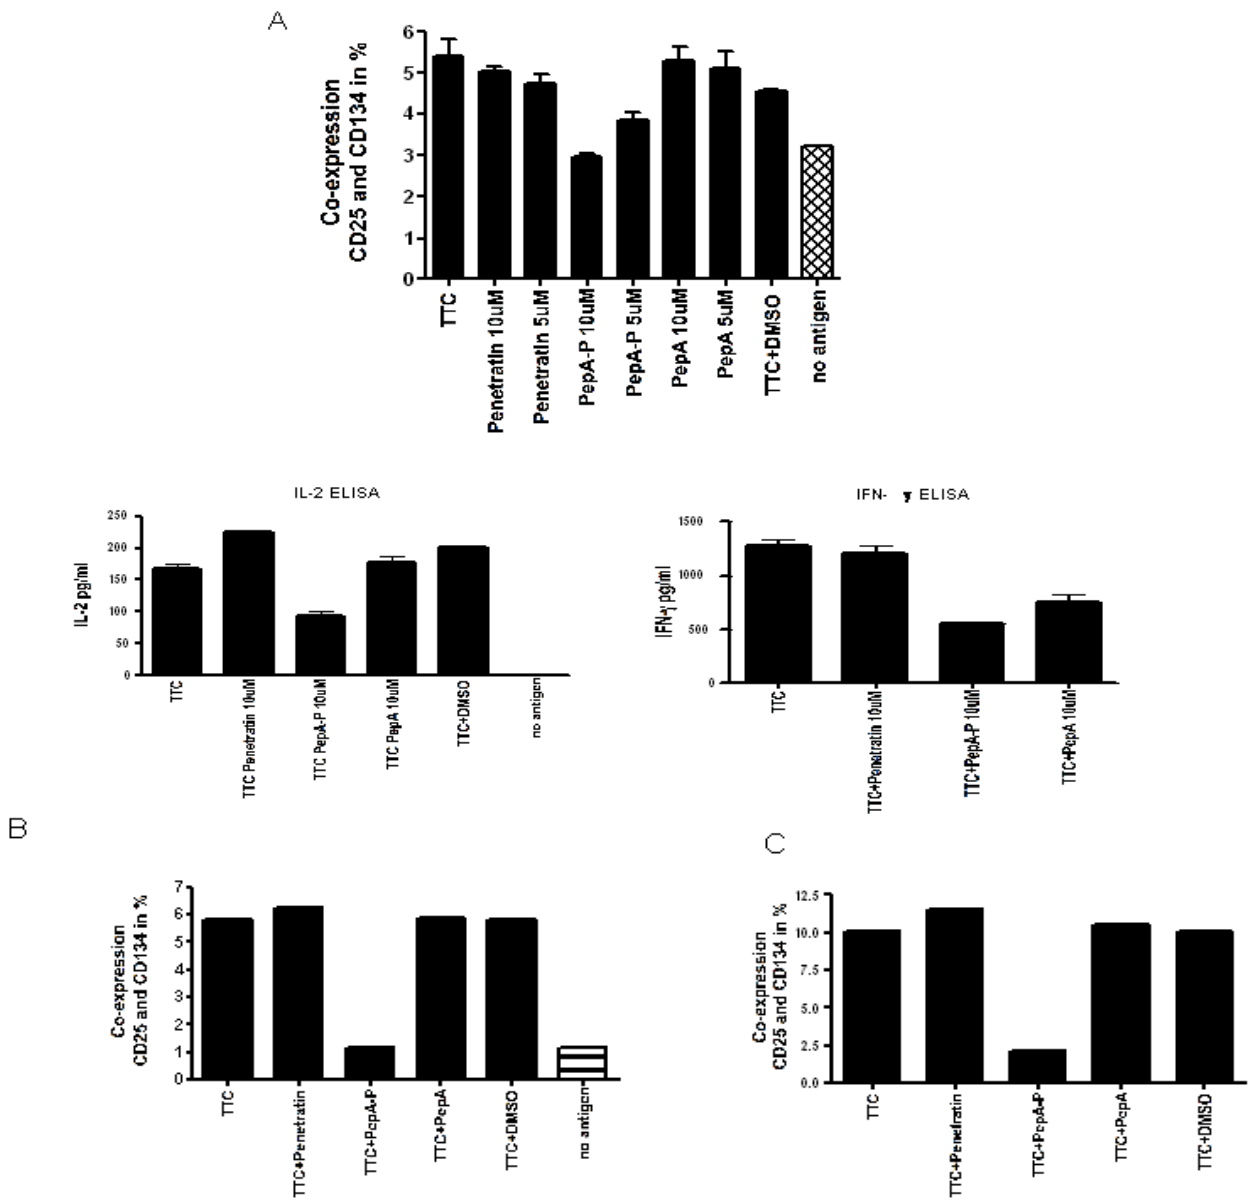 A
Co-expression
CD25 and CD134 in %
6
5
4
3
2
1
0
TTC
Penetratin 10uM
Penetratin 5uM
PepA-P 10uM
PepA-P 5uM
PepA 10uM
PepA 5uM
TTC+DMSO
no antigen
IL-2 ELISA
IL-2 pg/ml
250
200
150
100
50
0
TTC
TTC Penetratin 10uM
TTC PepA-P 10uM
TTC PepA 10uM
TTC+DMSO
no antigen
IFN- γ ELISA
IFN-γ pg/ml
1500
1000
500
0
TTC
TTC+Penetratin 10uM
TTC+PepA-P 10uM
TTC+PepA 10uM
B
Co-expression
CD25 and CD134 in %
7
6
5
4
3
2
1
0
TTC
TTC+Penetratin
TTC+PepA+P
TTC+PepA
TTC+DMSO
no antigen
C
Co-expression
CD25 and CD134 in %
12.5
10.0
7.5
5.0
2.5
0.0
TTC
TTC+Penetratin
TTC+PepA+P
TTC+PepA
TTC+DMSO